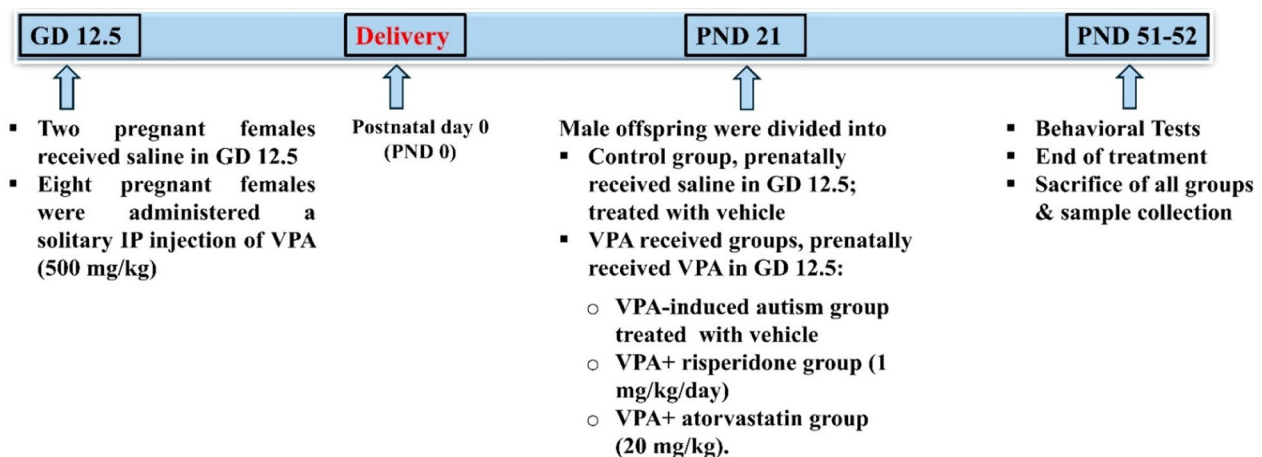 GD 12.5
Delivery
PND 21
PND 51-52
▪ Two pregnant females
received saline in GD 12.5
▪ Eight pregnant females
were administered a
solitary IP injection of VPA
(500 mg/kg)
Postnatal day 0
(PND 0)
Male offspring were divided into
▪ Control group, prenatally
received saline in GD 12.5;
treated with vehicle
▪ VPA received groups, prenatally
received VPA in GD 12.5:
○ VPA-induced autism group
treated with vehicle
○ VPA+ risperidone group (1
mg/kg/day)
○ VPA+ atorvastatin group
(20 mg/kg).
▪ Behavioral Tests
▪ End of treatment
▪ Sacrifice of all groups
& sample collection